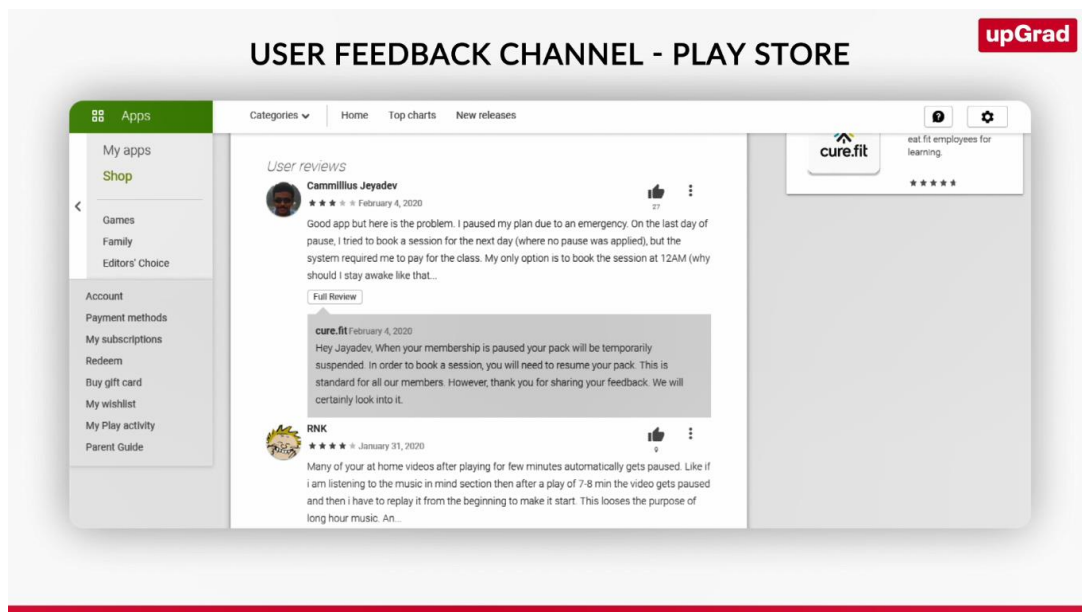 upGrad
USER FEEDBACK CHANNEL - PLAY STORE
Apps
Categories
Home
Top charts
New releases
My apps
Shop
Games
Family
Editors' Choice
Account
Payment methods
My subscriptions
Redeem
Buy gift card
My wishlist
My Play activity
Parent Guide
User reviews
Cammillius Jeyadev
February 4, 2020
27
Good app but here is the problem. I paused my plan due to an emergency. On the last day of
pause, I tried to book a session for the next day (where no pause was applied), but the
system required me to pay for the class. My only option is to book the session at 12AM (why
should I stay awake like that...
Full Review
cure.fit February 4, 2020
Hey Jayadev, When your membership is paused your pack will be temporarily
suspended. In order to book a session, you will need to resume your pack. This is
standard for all our members. However, thank you for sharing your feedback. We will
certainly look into it.
RNK
January 31, 2020
9
Many of your at home videos after playing for few minutes automatically gets paused. Like if
i am listening to the music in mind section then after a play of 7-8 min the video gets paused
and then i have to replay it from the beginning to make it start. This looses the purpose of
long hour music. An...
cure.fit
eat.fit employees for
learning.